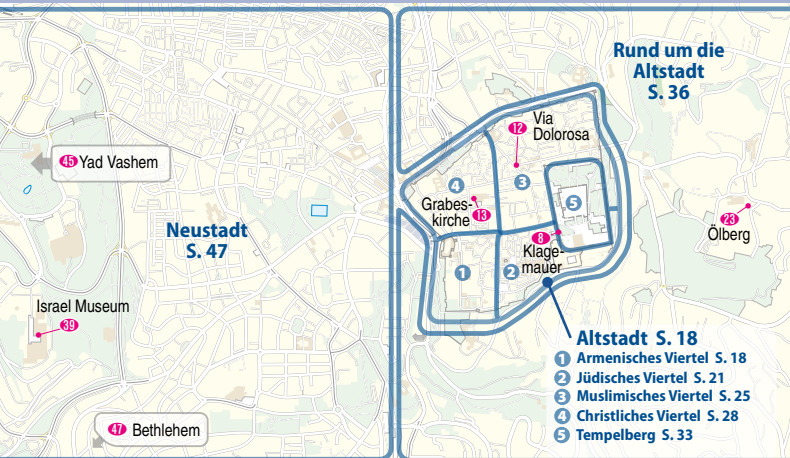 Rund um die
Altstadt
S. 36
12 Via
Dolorosa
45 Yad Vashem
4
3
5
Grabes-
kirche
13
23
Ölberg
Neustadt
S. 47
8
Klage-
mauer
1
2
Israel Museum
39
Altstadt S. 18
1 Armenisches Viertel S. 18
2 Jüdisches Viertel S. 21
3 Muslimisches Viertel S. 25
4 Christliches Viertel S. 28
5 Tempelberg S. 33
47 Bethlehem